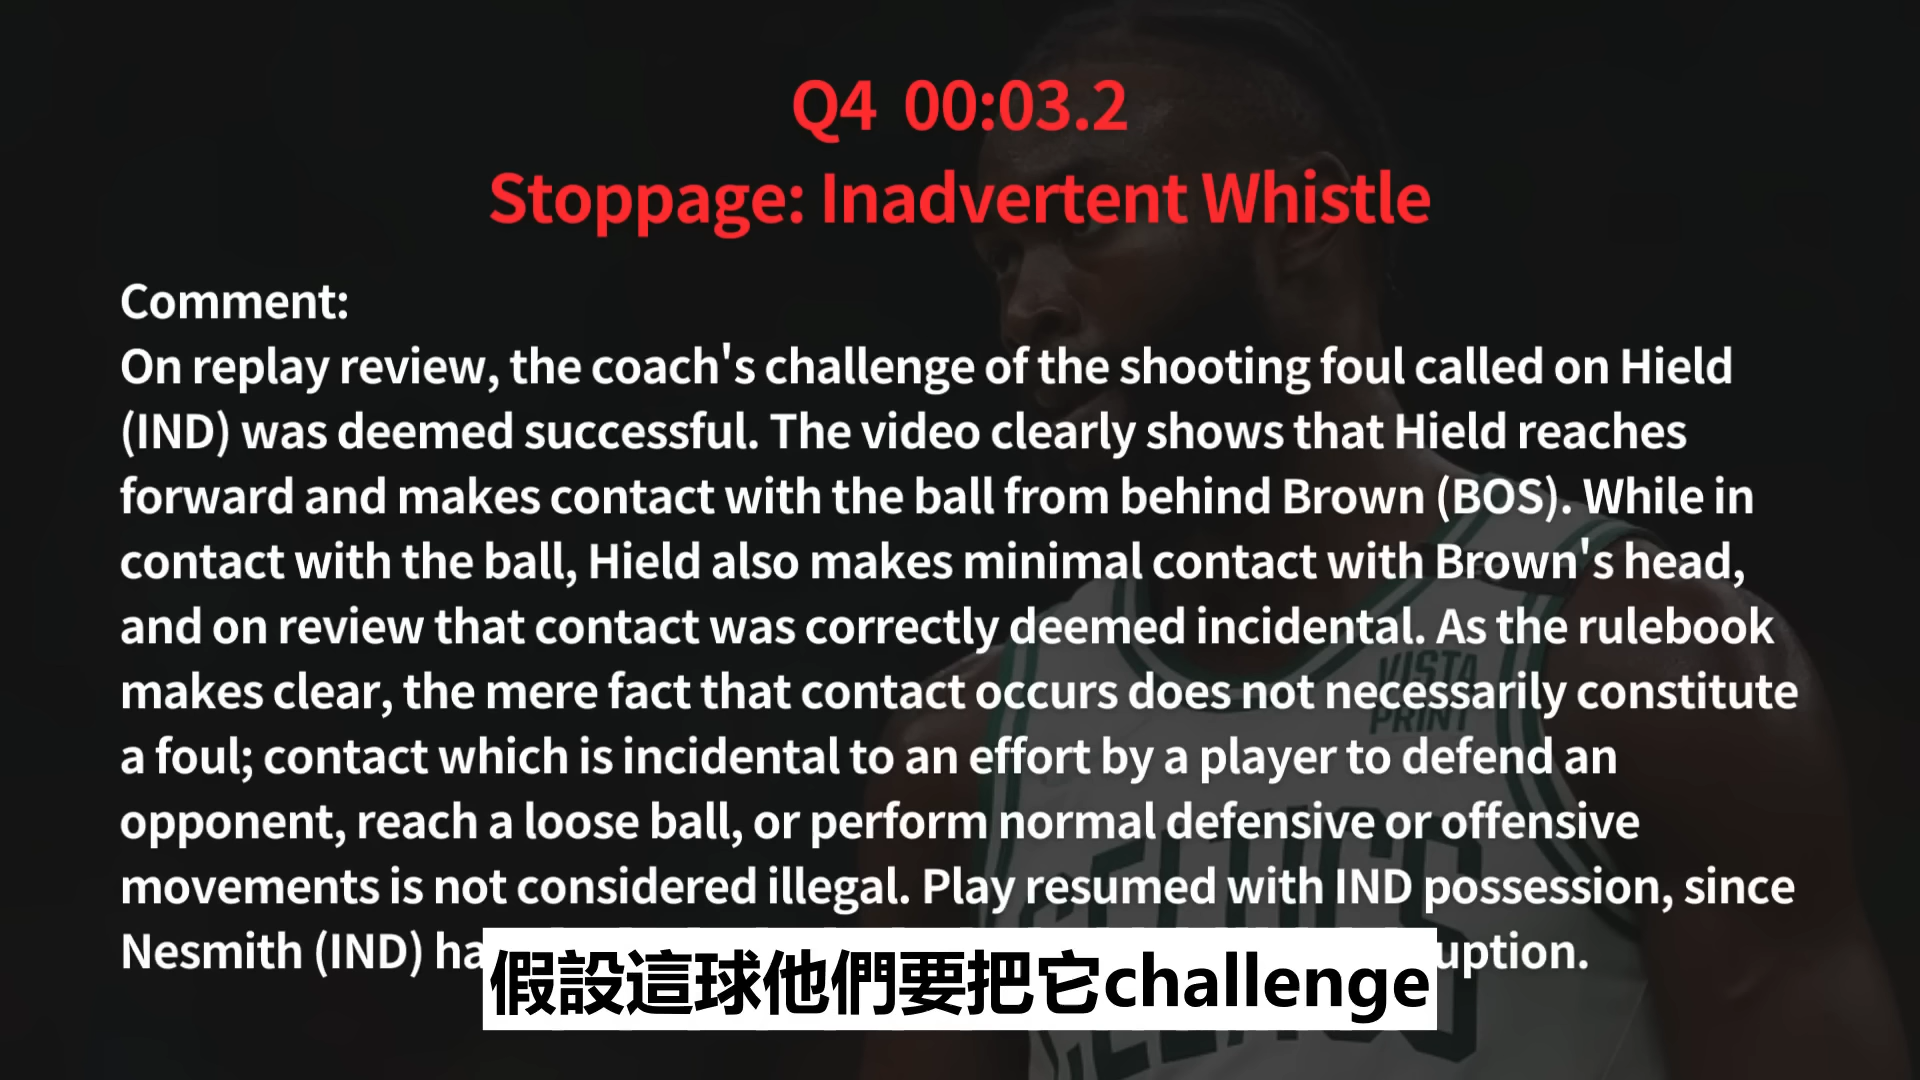 Q4 00:03.2
Stoppage: Inadvertent Whistle
Comment:
On replay review, the coach's challenge of the shooting foul called on Hield
(IND) was deemed successful. The video clearly shows that Hield reaches
forward and makes contact with the ball from behind Brown (BOS). While in
contact with the ball, Hield also makes minimal contact with Brown's head,
and on review that contact was correctly deemed incidental. As the rulebook
makes clear, the mere fact that contact occurs does not necessarily constitute
VISTA
PRINT
a foul; contact which is incidental to an effort by a player to defend an
opponent, reach a loose ball, or perform normal defensive or offensive
movements is not considered illegal. Play resumed with IND possession, since
CELTICS
Nesmith (IND)
假設這球他們要把它challenge